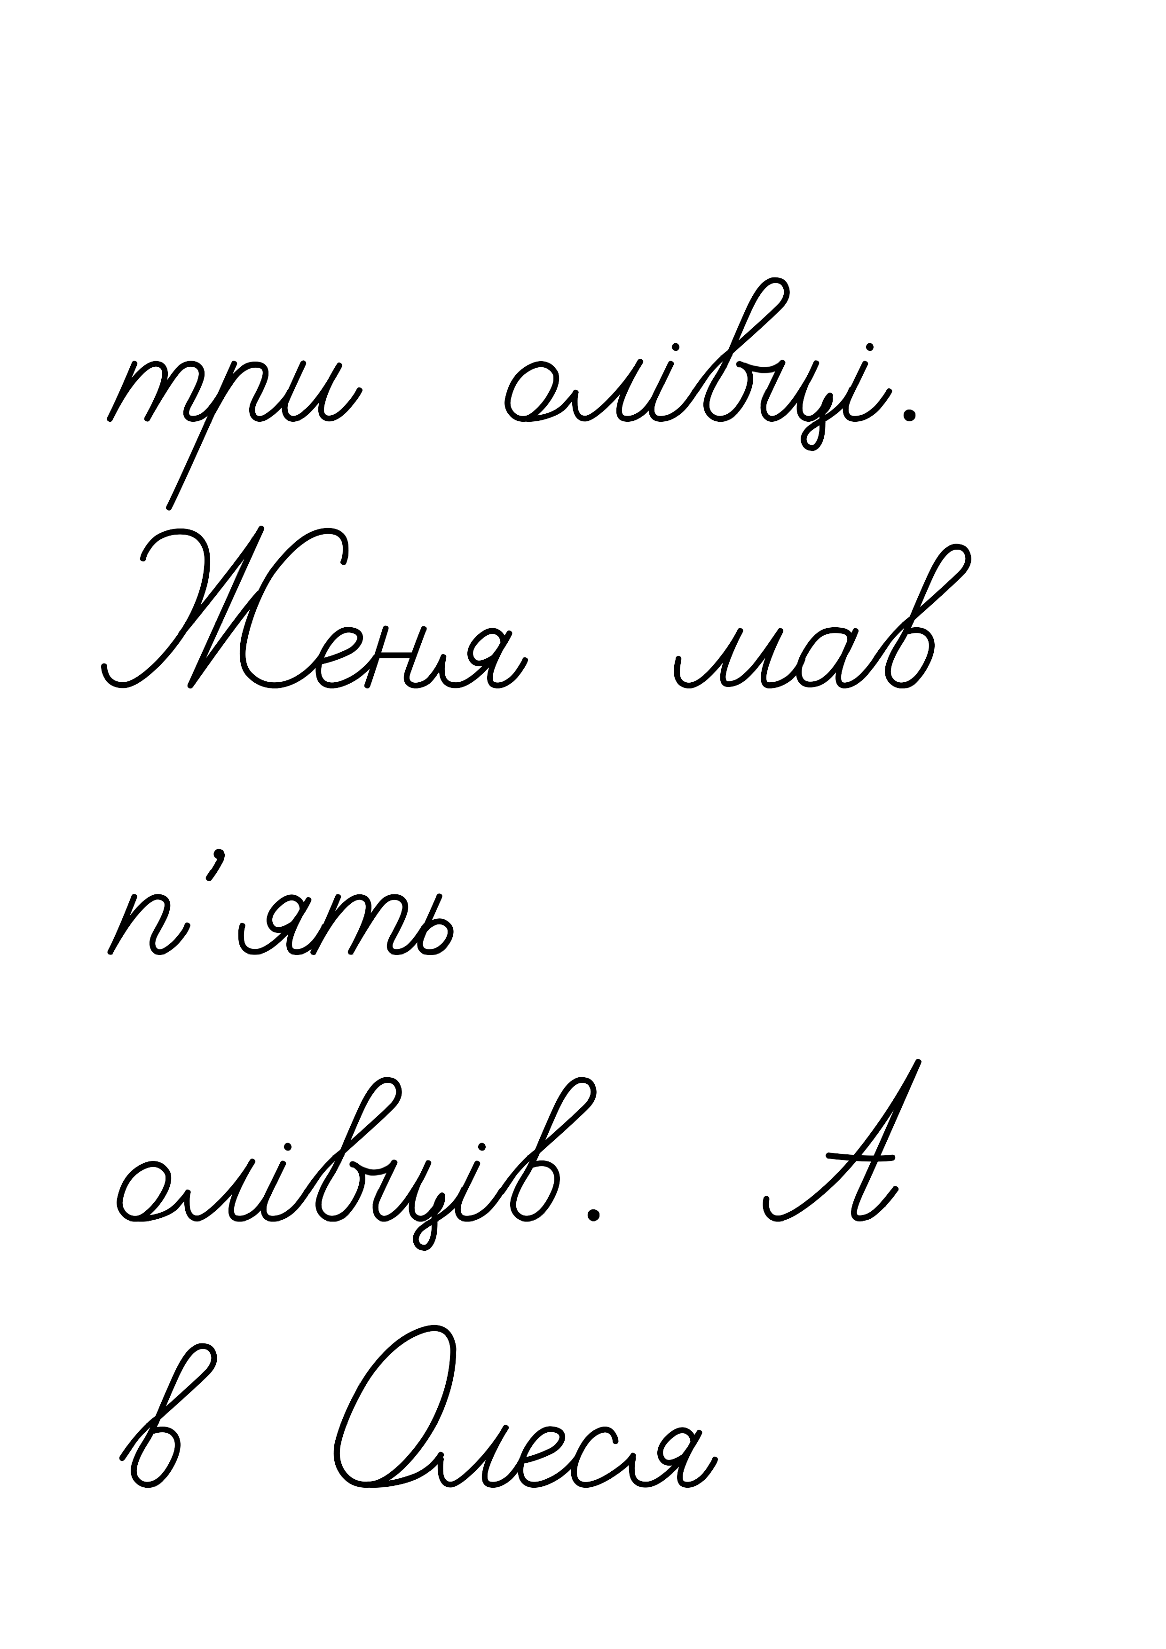 три олівці.
Женя мав
п’ять
олівців. А
в Олеся